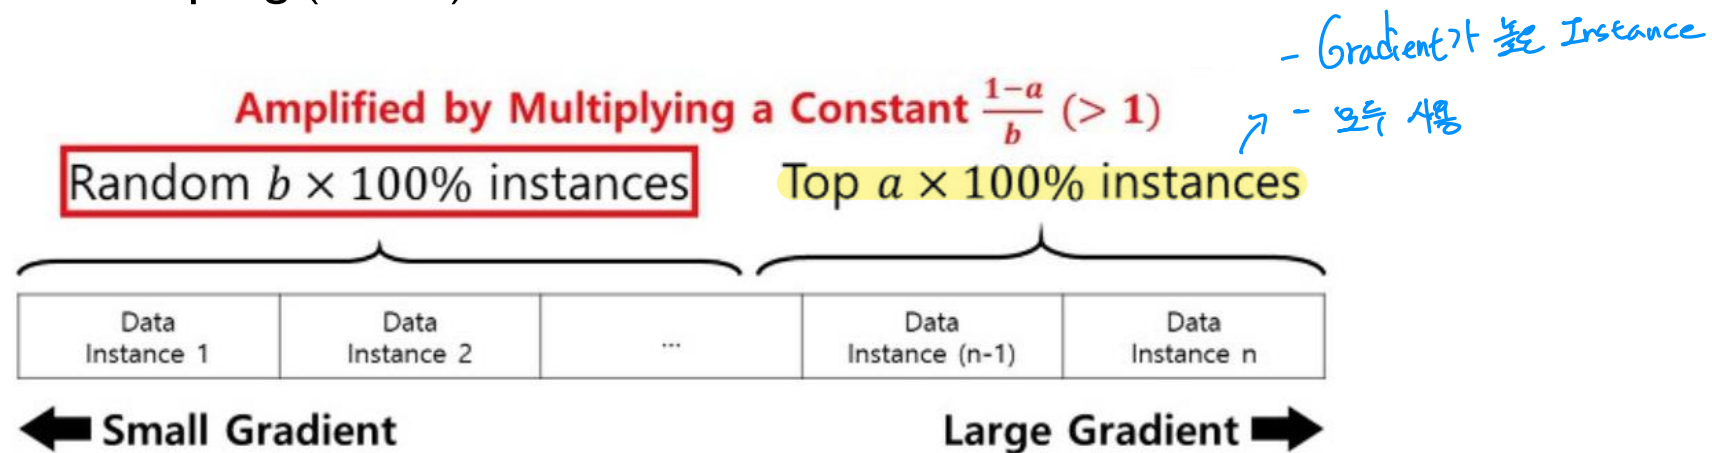 - Gradient가 높은 Instance
- 모두 사용
Amplified by Multiplying a Constant \frac{1-a}{b} (> 1)
Random b × 100% instances
Top a × 100% instances
Data Instance 1
Data Instance 2
...
Data Instance (n-1)
Data Instance n
Small Gradient
Large Gradient